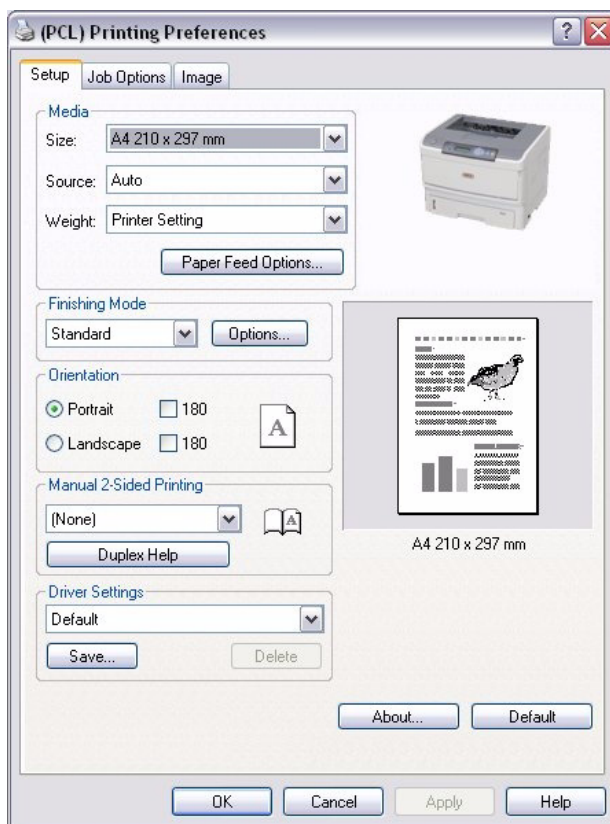 (PCL) Printing Preferences
Setup Job Options Image
Media
Size: A4 210 x 297 mm
Source: Auto
Weight: Printer Setting
Paper Feed Options...
Finishing Mode
Standard Options...
Orientation
Portrait 180
Landscape 180
A
Manual 2-Sided Printing
(None)
A
Duplex Help
A4 210 x 297 mm
Driver Settings
Default
Save... Delete
About... Default
OK Cancel Apply Help